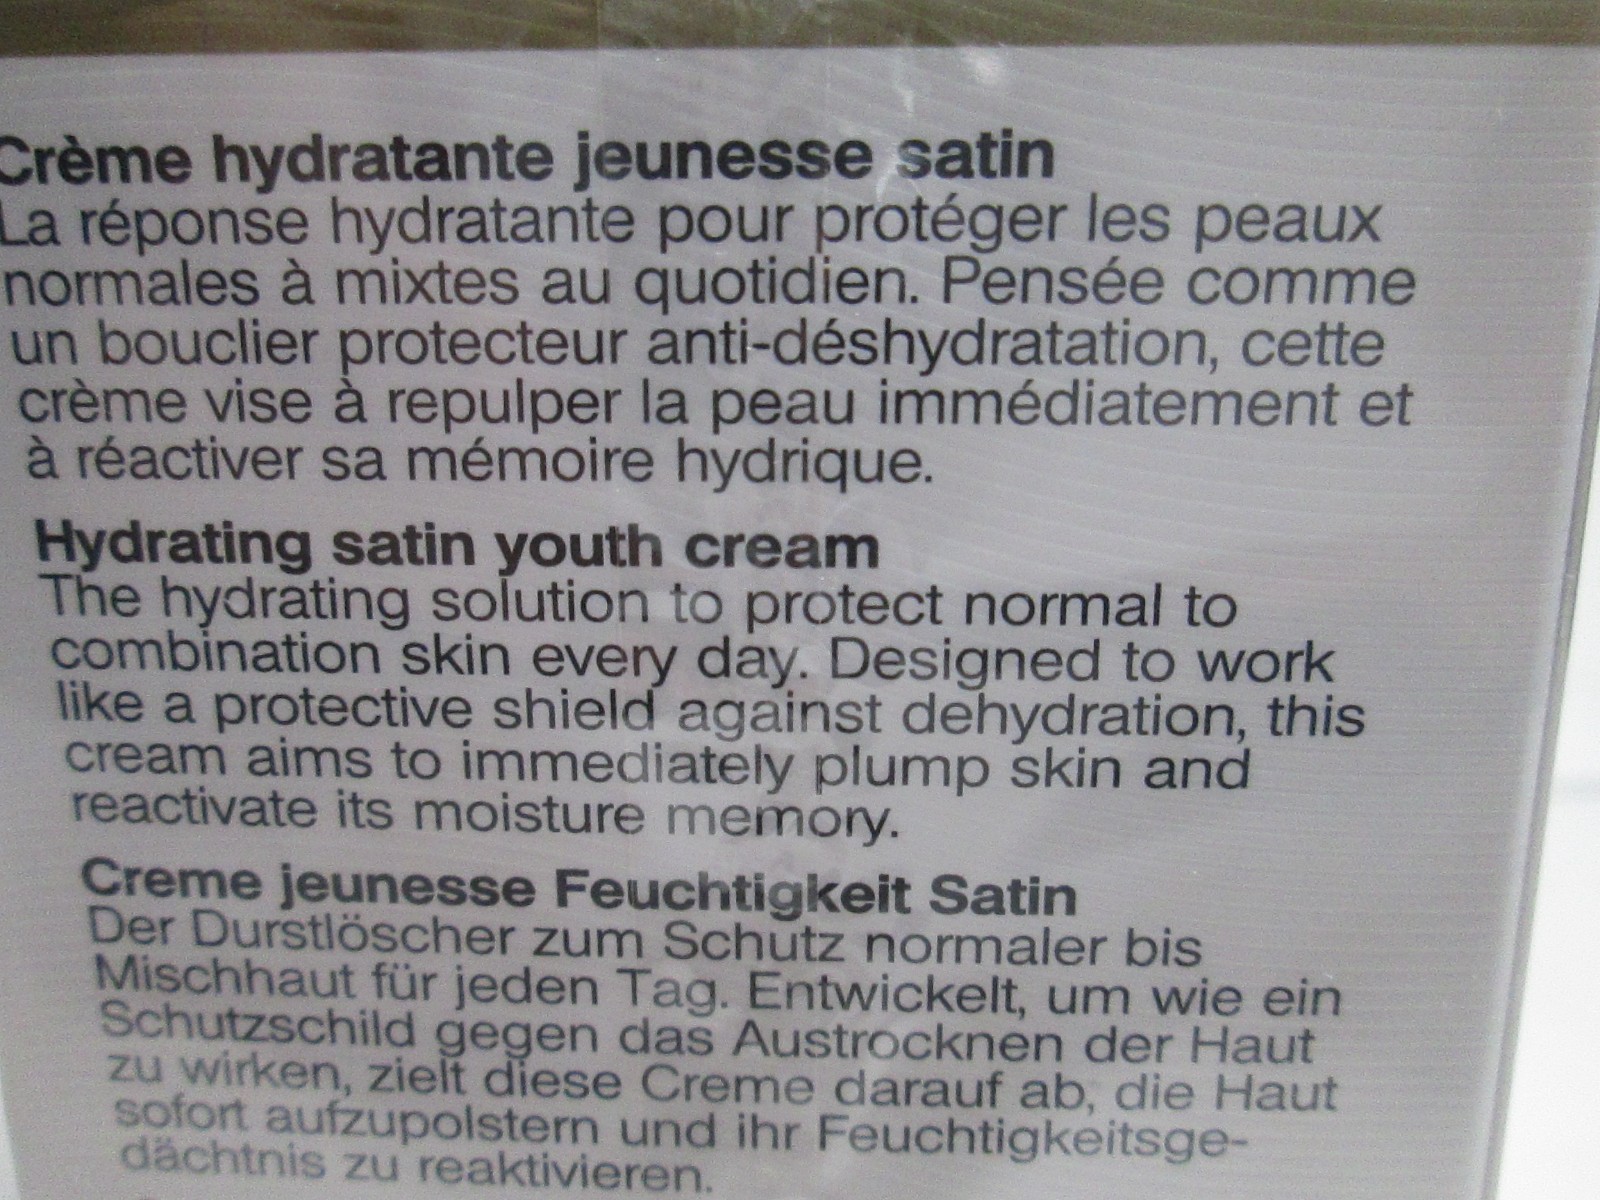 Crème hydratante jeunesse satin
La réponse hydratante pour protéger les peaux
normales à mixtes au quotidien. Pensée comme
un bouclier protecteur anti-déshydratation, cette
crème vise à repulper la peau immédiatement et
à réactiver sa mémoire hydrique.
Hydrating satin youth cream
The hydrating solution to protect normal to
combination skin every day. Designed to work
like a protective shield against dehydration, this
cream aims to immediately plump skin and
reactivate its moisture memory.
Creme jeunesse Feuchtigkeit Satin
Der Durstlöscher zum Schutz normaler bis
Mischhaut für jeden Tag. Entwickelt, um wie ein
Schutzschild gegen das Austrocknen der Haut
zu wirken, zielt diese Creme darauf ab, die Haut
sofort aufzupolstern und ihr Feuchtigkeitsge-
dächtnis zu reaktivieren.